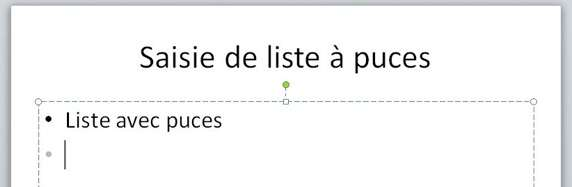 Saisie de liste à puces
• Liste avec puces
•